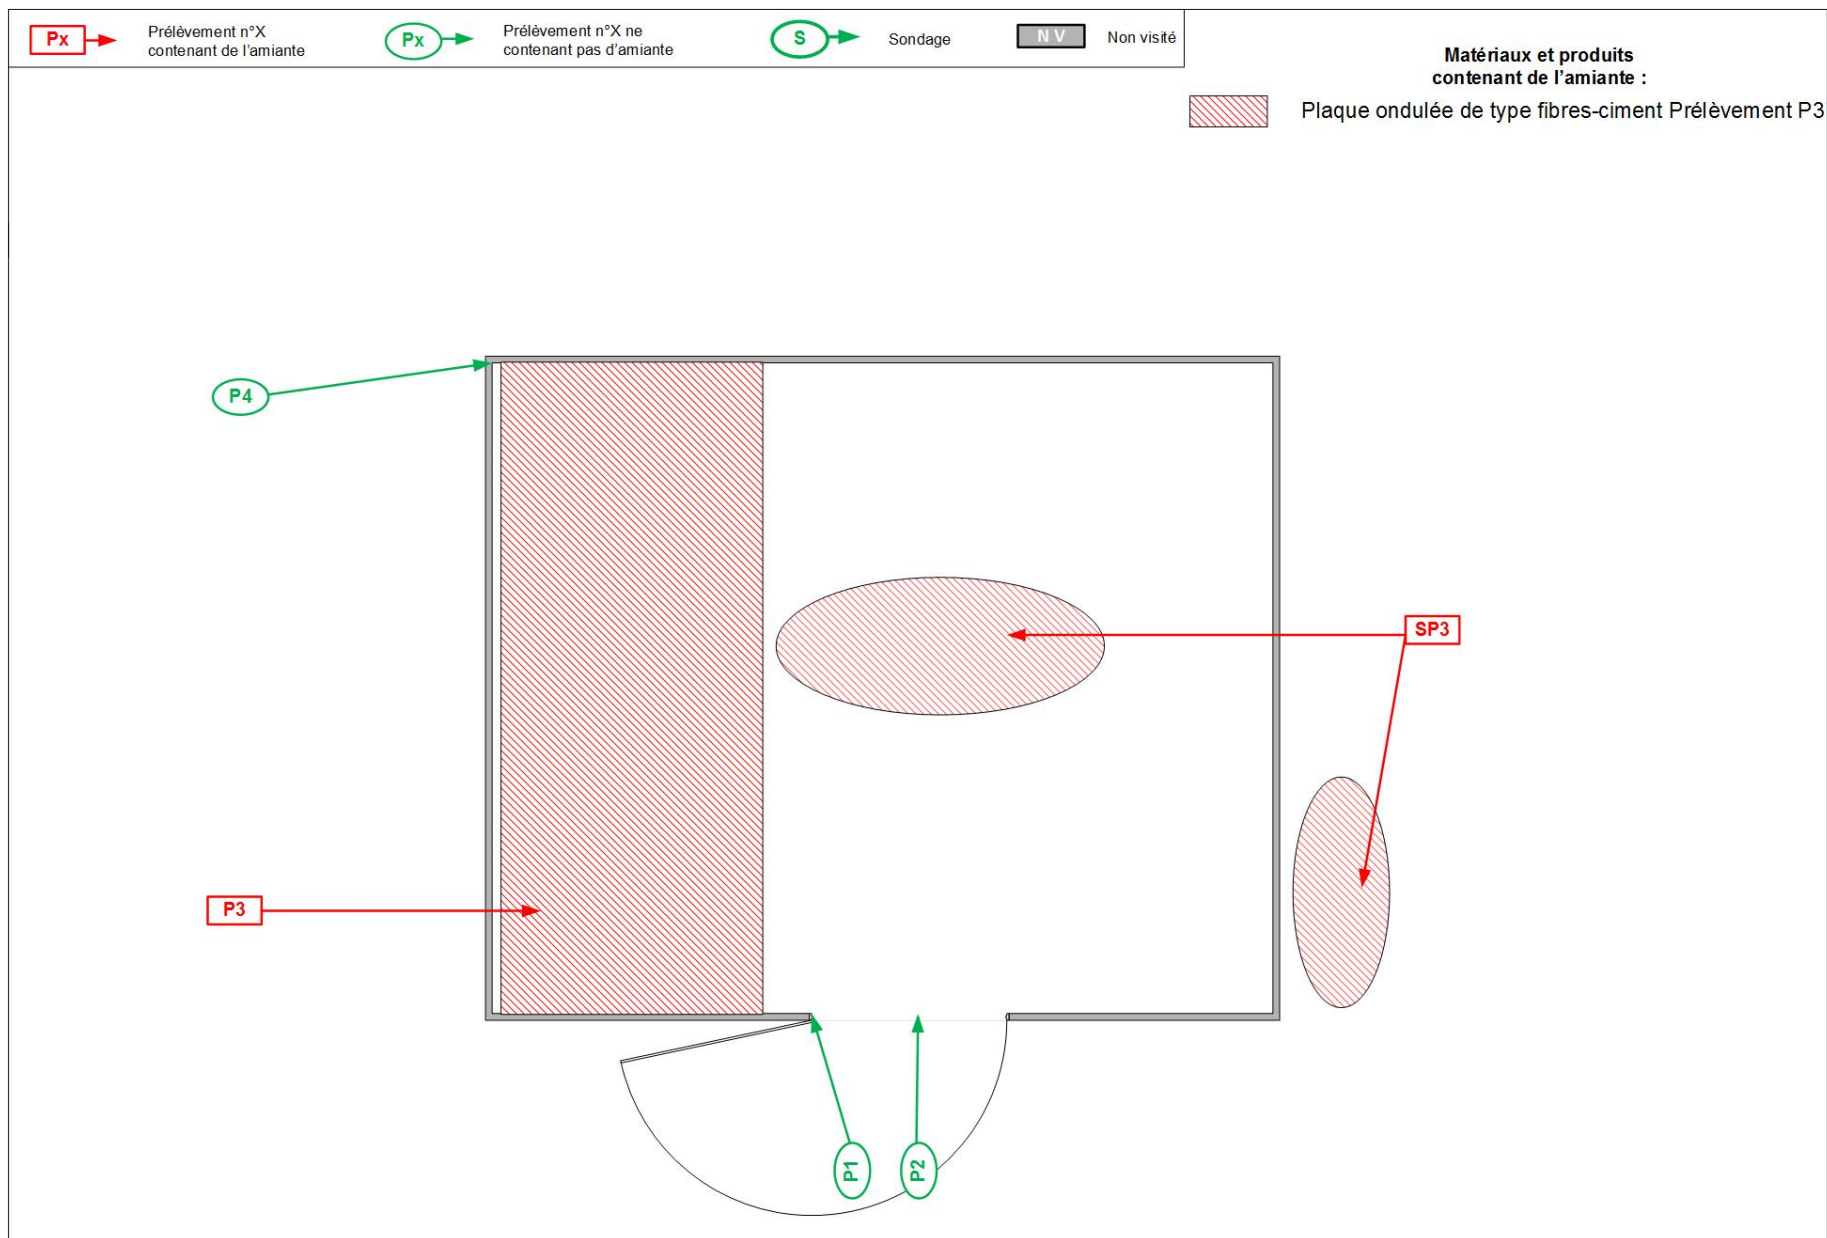 Px
Prélèvement n°X
contenant de l'amiante
Px
Prélèvement n°X ne
contenant pas d'amiante
S
Sondage
N V
Non visité
Matériaux et produits
contenant de l'amiante :
Plaque ondulée de type fibres-ciment Prélèvement P3
P4
SP3
P3
P1
P2